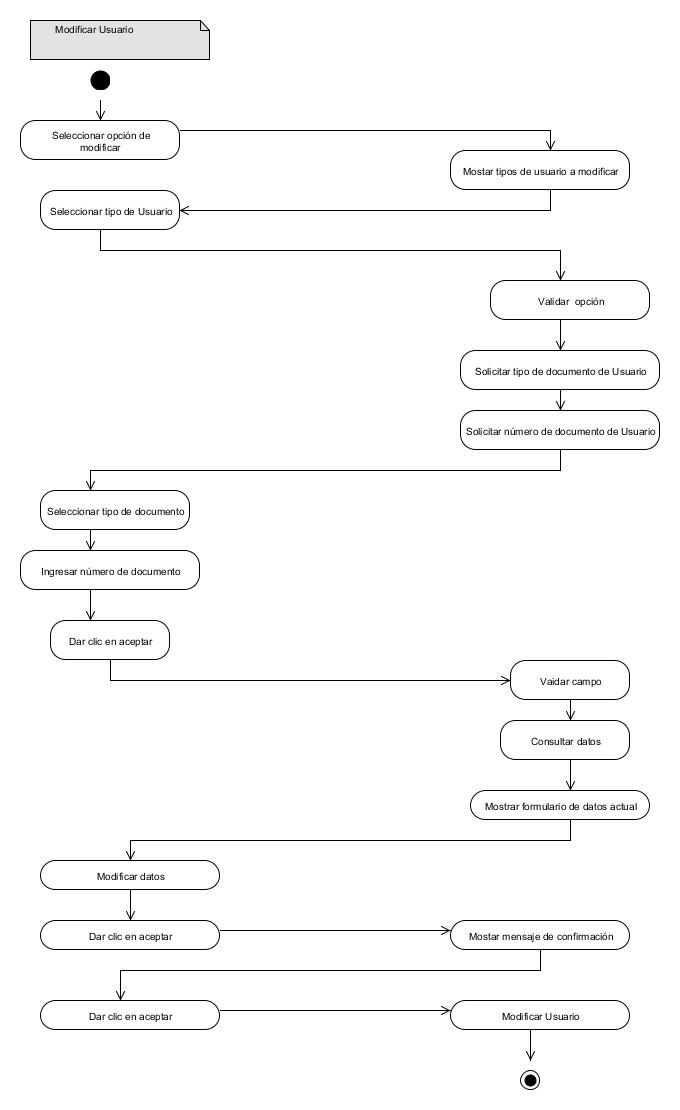 Modificar Usuario
Seleccionar opción de
modificar
Mostar tipos de usuario a modificar
Seleccionar tipo de Usuario
Validar opción
Solicitar tipo de documento de Usuario
Solicitar número de documento de Usuario
Seleccionar tipo de documento
Ingresar número de documento
Dar clic en aceptar
Vaidar campo
Consultar datos
Mostrar formulario de datos actual
Modificar datos
Dar clic en aceptar
Mostar mensaje de confirmación
Dar clic en aceptar
Modificar Usuario